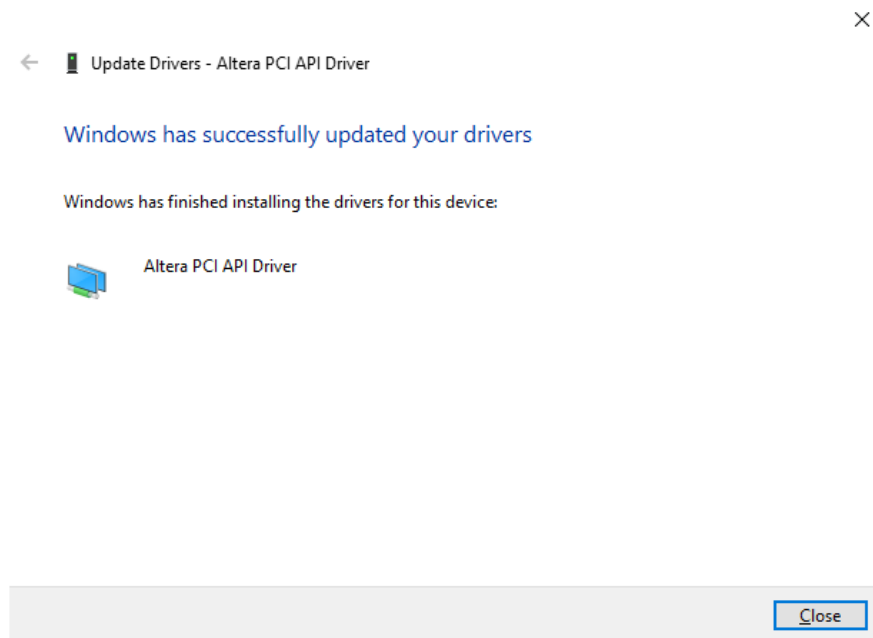 Update Drivers - Altera PCI API Driver
Windows has successfully updated your drivers
Windows has finished installing the drivers for this device:
Altera PCI API Driver
Close